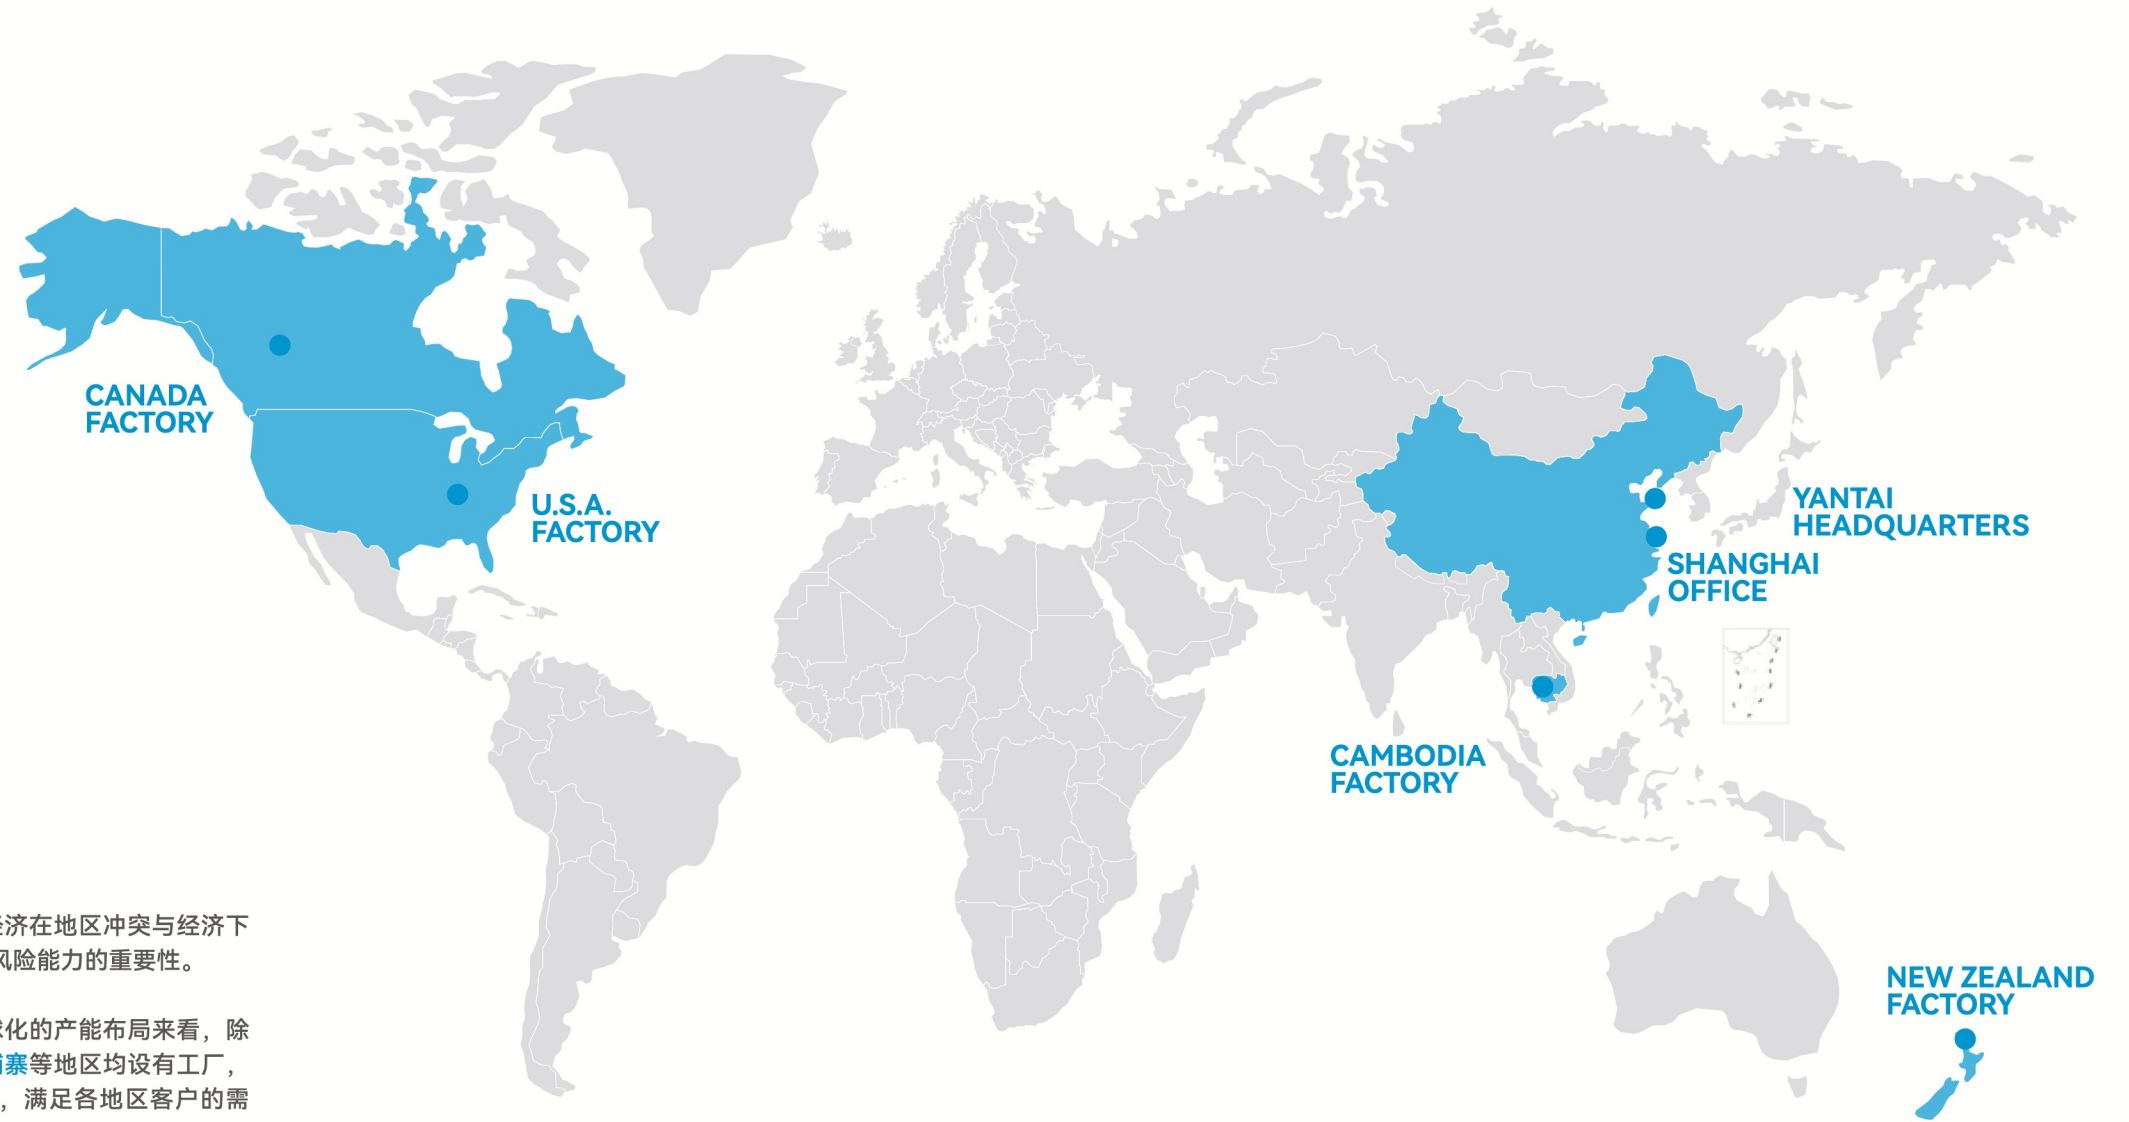 CANADA
FACTORY
U.S.A.
FACTORY
YANTAI
HEADQUARTERS
SHANGHAI
OFFICE
CAMBODIA
FACTORY
NEW ZEALAND
FACTORY
济在地区冲突与经济下
风险能力的重要性。
化的产能布局来看，除
寨等地区均设有工厂，
，满足各地区客户的需